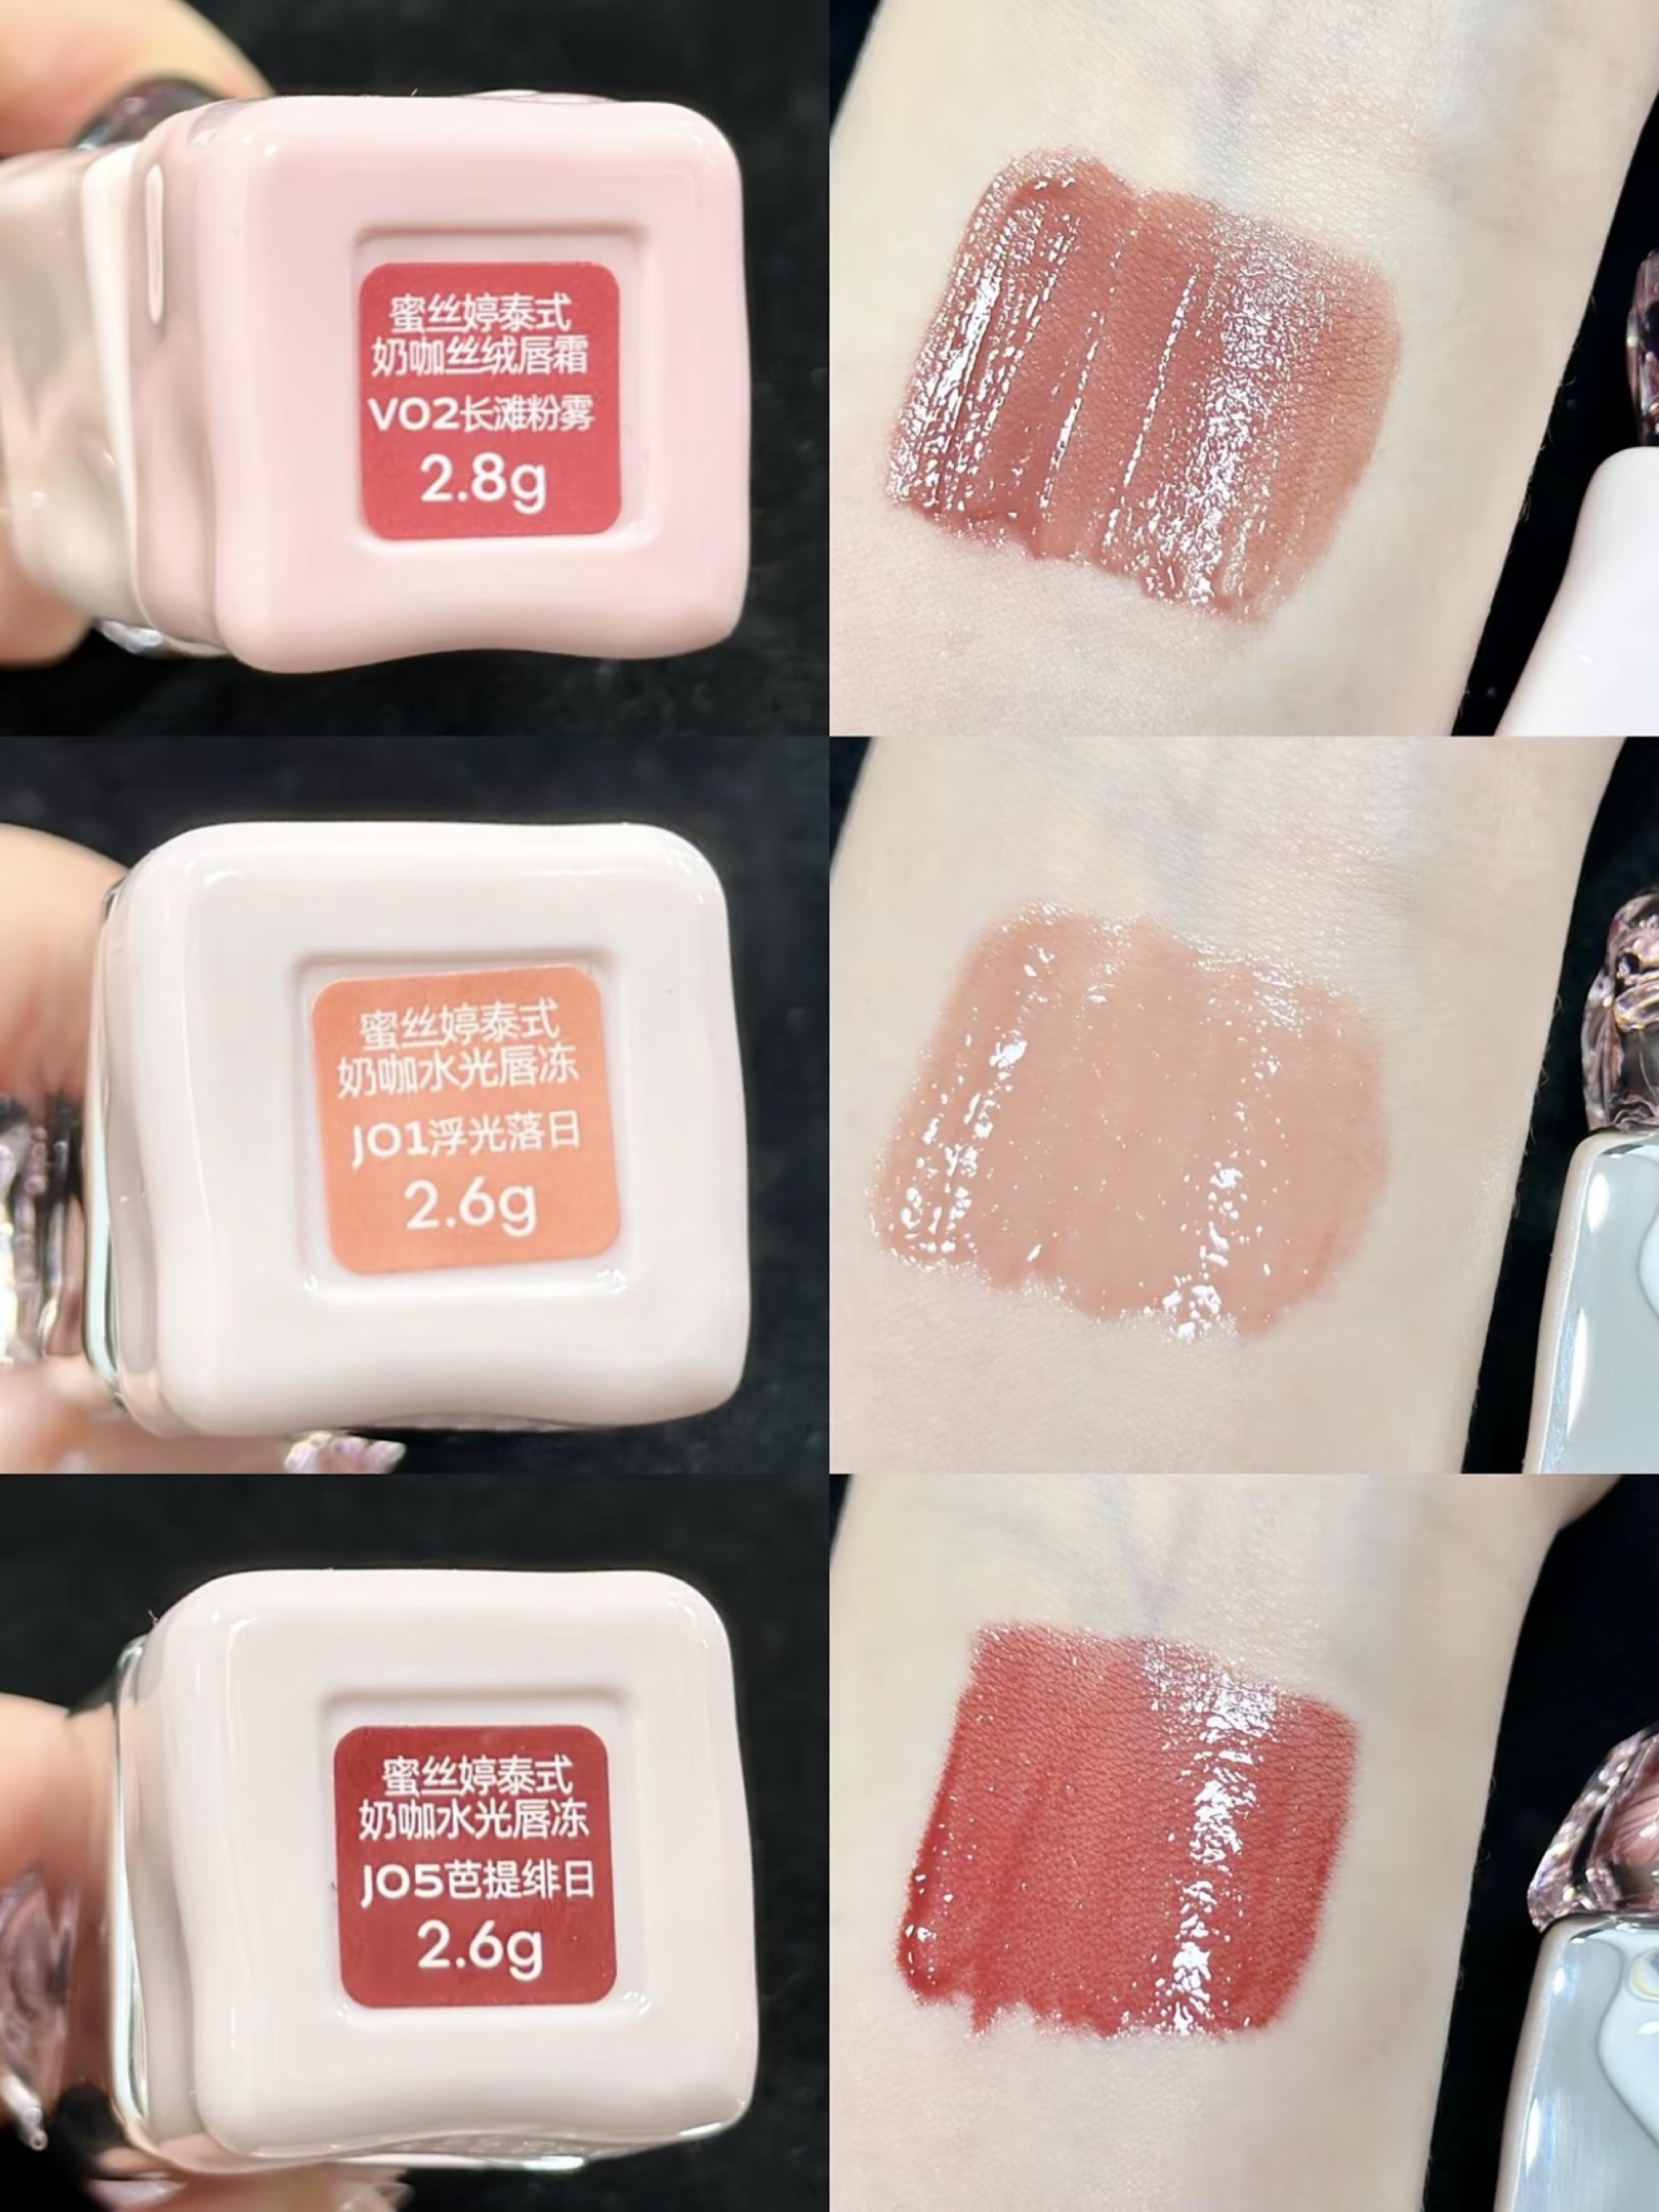 蜜丝婷泰式
奶咖丝绒唇霜
V02长滩粉雾
2.8g
蜜丝婷泰式
奶咖水光唇冻
J01浮光落日
2.6g
蜜丝婷泰式
奶咖水光唇冻
J05芭提绯日
2.6g